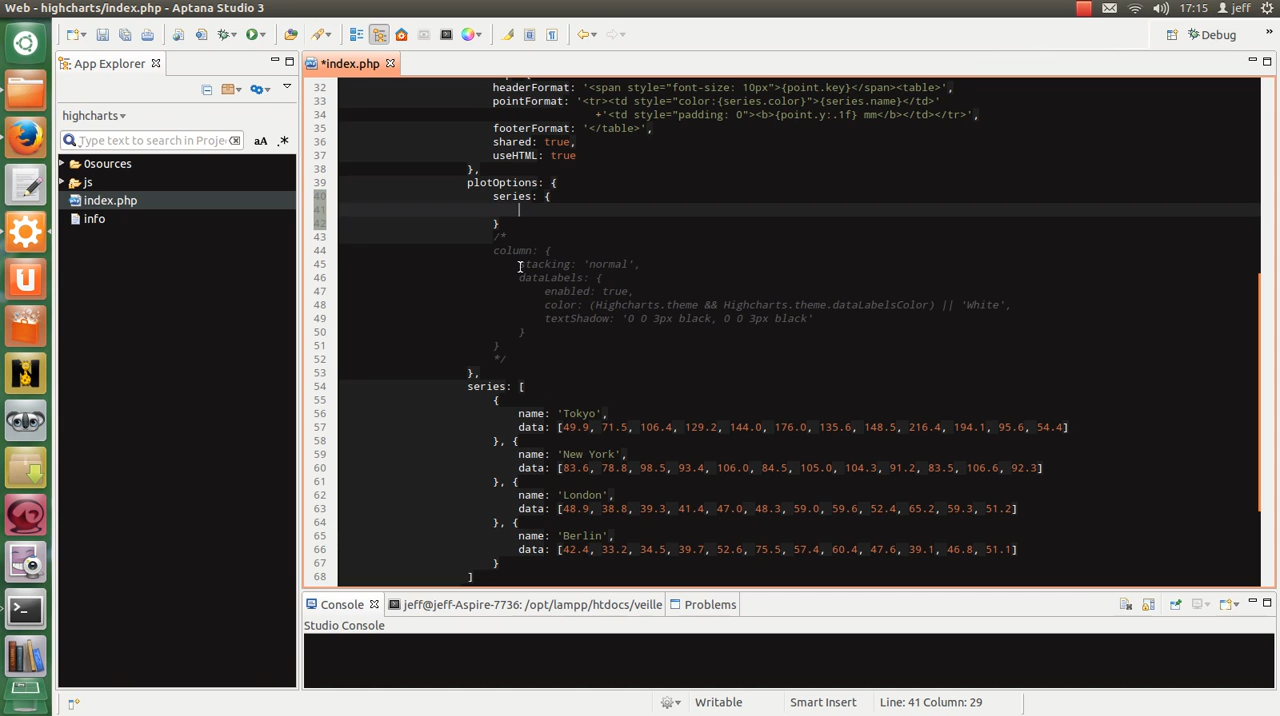 Web - highcharts/index.php - Aptana Studio 3
17:15
jeff
Debug
»
App Explorer
*index.php
highcharts
Type text to search in Project
aA
.*
0sources
js
index.php
info
32 headerFormat: '<span style="font-size: 10px">{point.key}</span><table>',
33 pointFormat: '<tr><td style="color:{series.color}">{series.name}</td>'
34 +'<td style="padding: 0"><b>{point.y:.1f} mm</b></td></tr>',
35 footerFormat: '</table>',
36 shared: true,
37 useHTML: true
38 },
39 plotOptions: {
40 series: {
41
42 }
43 /*
44 column: {
45 stacking: 'normal',
46 dataLabels: {
47 enabled: true,
48 color: (Highcharts.theme && Highcharts.theme.dataLabelsColor) || 'White',
49 textShadow: '0 0 3px black, 0 0 3px black'
50 }
51 }
52 */
53 },
54 series: [
55 {
56 name: 'Tokyo',
57 data: [49.9, 71.5, 106.4, 129.2, 144.0, 176.0, 135.6, 148.5, 216.4, 194.1, 95.6, 54.4]
58 }, {
59 name: 'New York',
60 data: [83.6, 78.8, 98.5, 93.4, 106.0, 84.5, 105.0, 104.3, 91.2, 83.5, 106.6, 92.3]
61 }, {
62 name: 'London',
63 data: [48.9, 38.8, 39.3, 41.4, 47.0, 48.3, 59.0, 59.6, 52.4, 65.2, 59.3, 51.2]
64 }, {
65 name: 'Berlin',
66 data: [42.4, 33.2, 34.5, 39.7, 52.6, 75.5, 57.4, 60.4, 47.6, 39.1, 46.8, 51.1]
67 }
68 ]
Console
jeff@jeff-Aspire-7736: /opt/lampp/htdocs/veille
Problems
Studio Console
Writable
Smart Insert
Line: 41 Column: 29